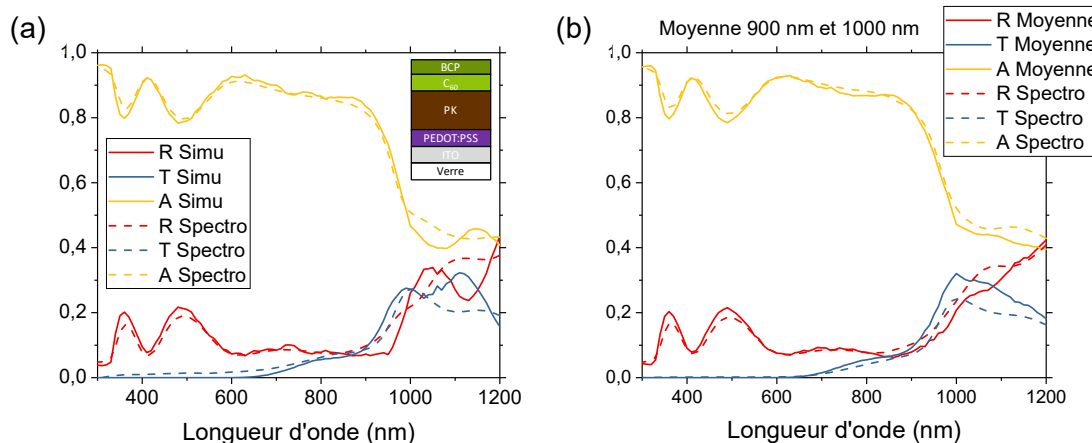 (a)
1,0
0,8
0,6
0,4
0,2
0,0
400
600
800
1000
1200
Longueur d'onde (nm)
R Simu
T Simu
A Simu
R Spectro
T Spectro
A Spectro
BCP
C60
PK
PEDOT:PSS
ITO
Verre
(b)
Moyenne 900 nm et 1000 nm
1,0
0,8
0,6
0,4
0,2
0,0
400
600
800
1000
1200
Longueur d'onde (nm)
R Moyenne
T Moyenne
A Moyenne
R Spectro
T Spectro
A Spectro